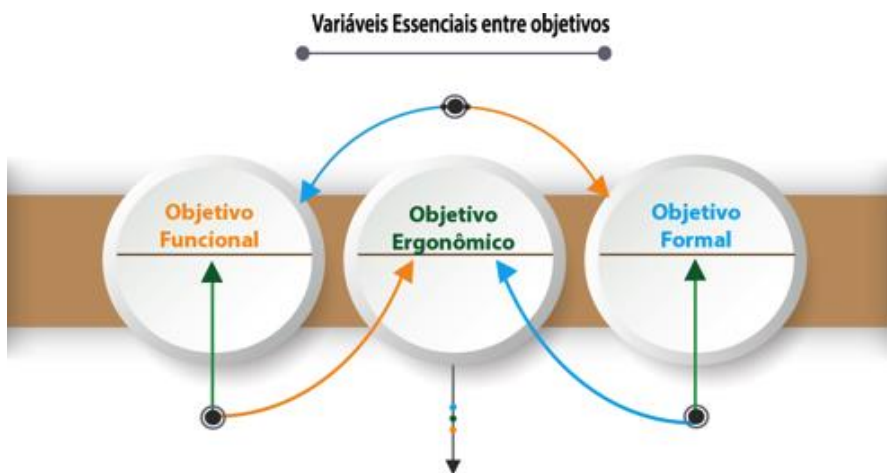 Variáveis Essenciais entre objetivos
Objetivo
Funcional
Objetivo
Ergonômico
Objetivo
Formal